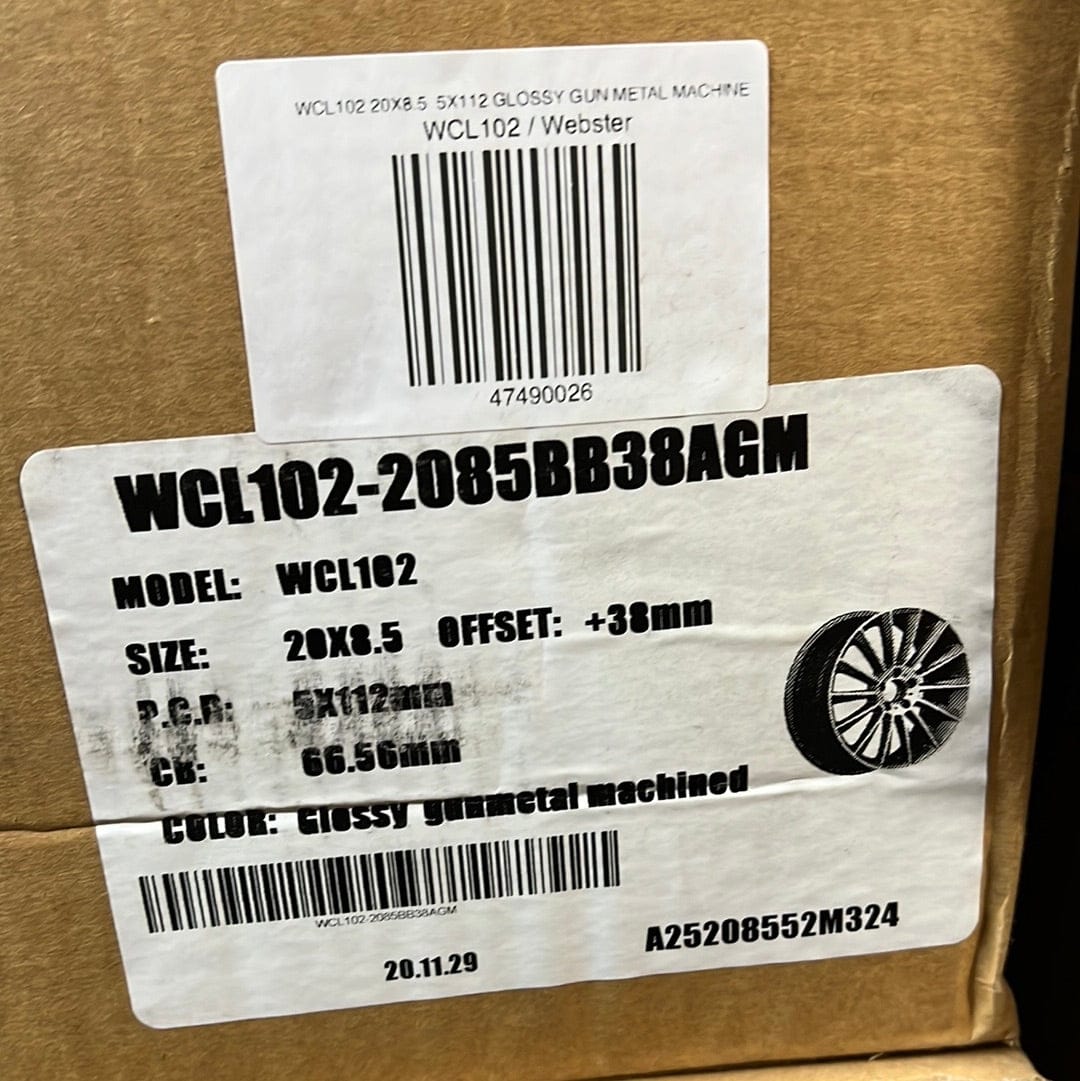 WCL102 20X8.5 5X112 GLOSSY GUN METAL MACHINE
WCL102 / Webster
47490026
WCL102-2085BB38AGM
MODEL: WCL102
SIZE: 20X8.5 OFFSET: +38mm
P.C.D: 5X112mm
CB: 66.56mm
COLOR: Glossy gunmetal machined
WCL102-2085BB38AGM
20.11.29
A25208552M324